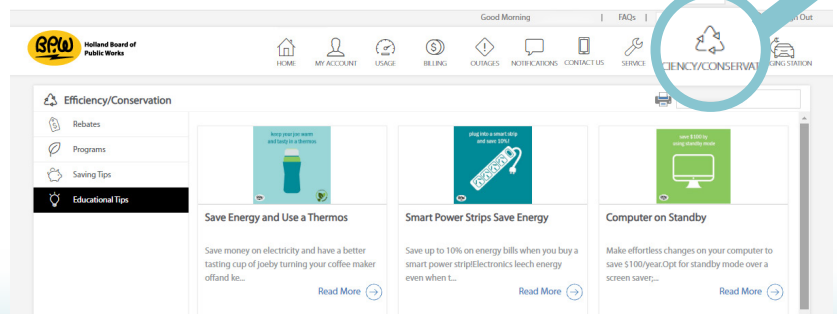 Good Morning | FAQs |
Out
BPW Holland Board of
Public Works
HOME MY ACCOUNT USAGE BILLING OUTAGES NOTIFICATIONS CONTACT US SERVICE CIENCY/CONSERVAT GING STATION
Efficiency/Conservation
Rebates
Programs
Saving Tips
Educational Tips
keep your joe warm
and tasty in a thermos
Save Energy and Use a Thermos
Save money on electricity and have a better
tasting cup of joeby turning your coffee maker
offand ke...
Read More
plug into a smart strip
and save 10%!
Smart Power Strips Save Energy
Save up to 10% on energy bills when you buy a
smart power strip!Electronics leech energy
even when t...
Read More
save $100 by
using standby mode
Computer on Standby
Make effortless changes on your computer to
save $100/year.Opt for standby mode over a
screen saver;...
Read More